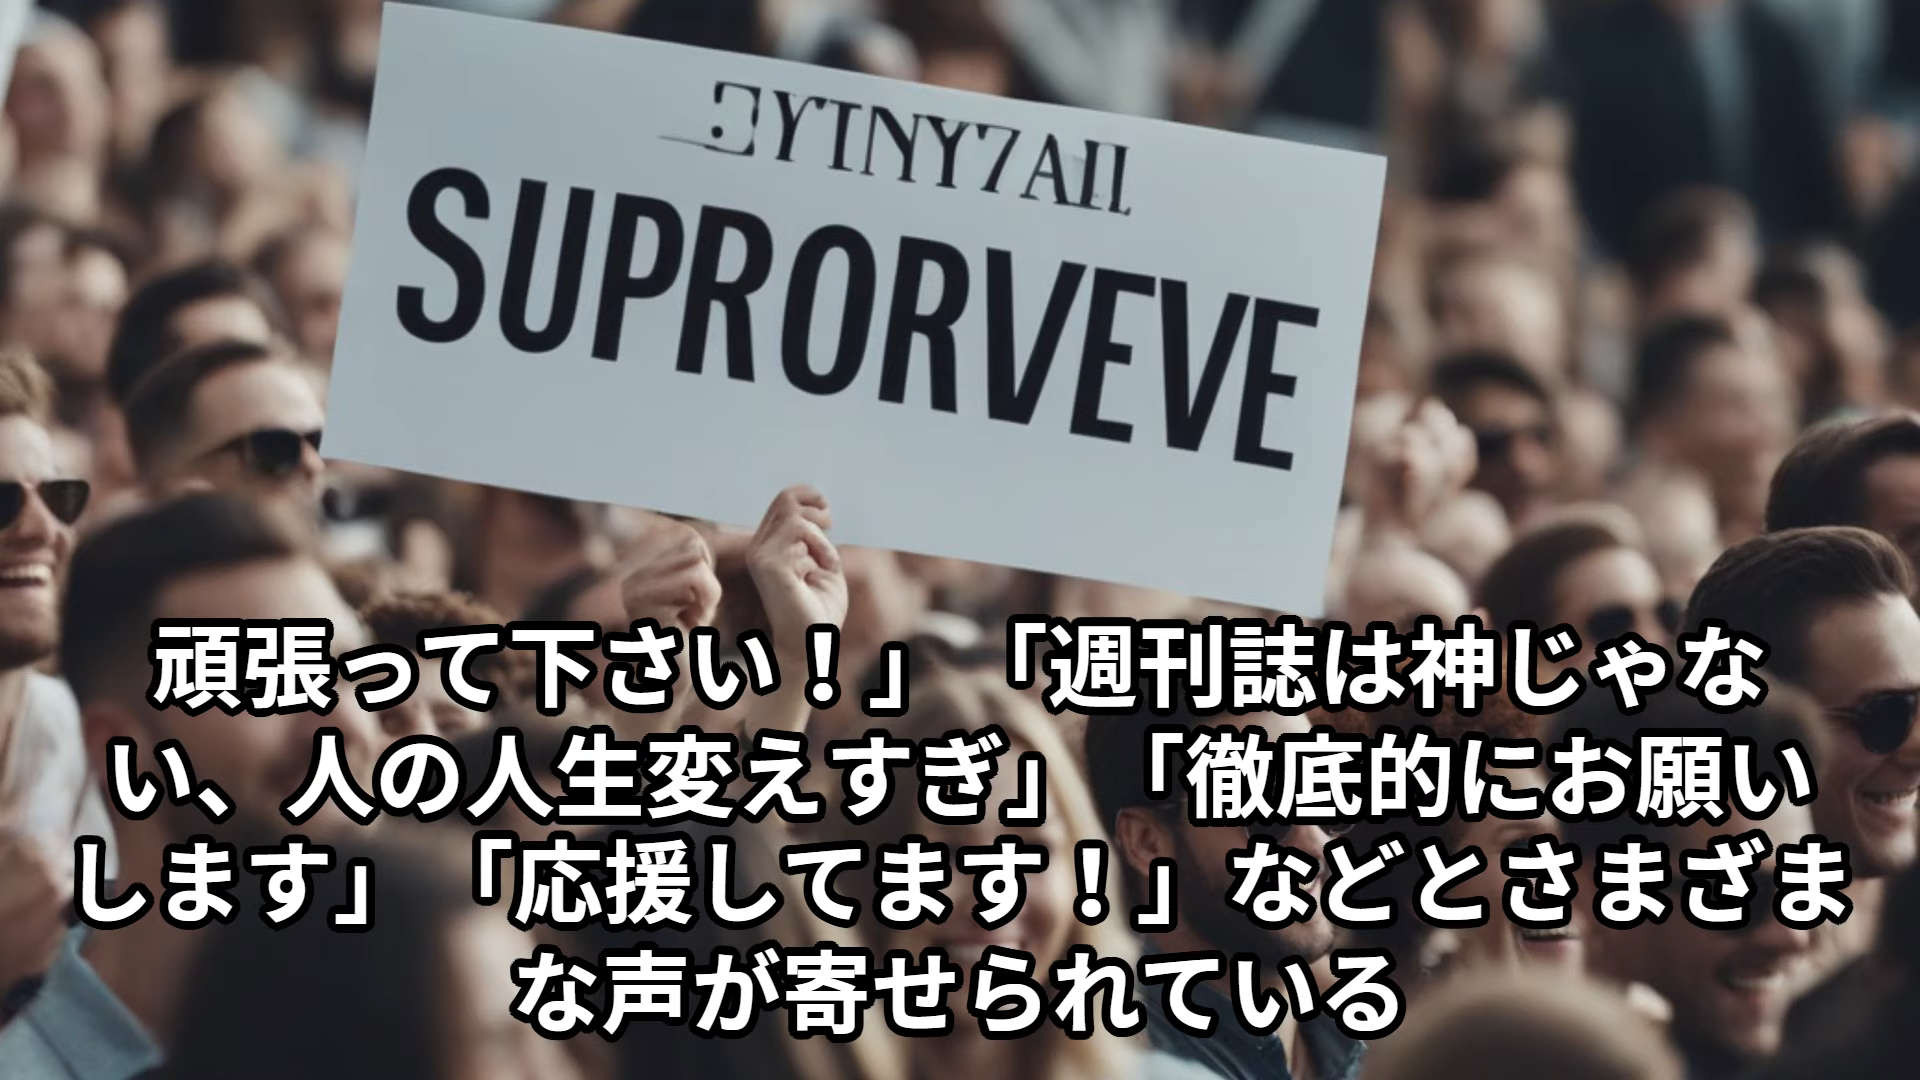 SUPRORVEVE
頑張って下さい！」「週刊誌は神じゃな
い、人の人生変えすぎ」「徹底的にお願い
します」「応援してます！」などとさまざま
な声が寄せられている